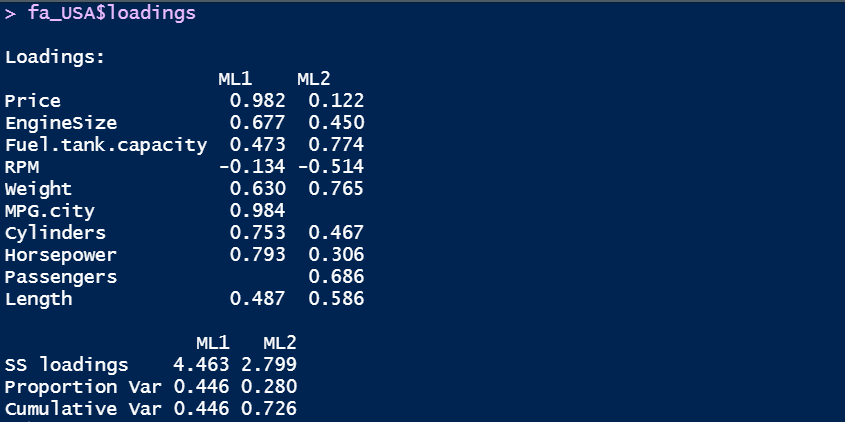 > fa_USA$loadings
Loadings:
ML1 ML2
Price 0.982 0.122
EngineSize 0.677 0.450
Fuel.tank.capacity 0.473 0.774
RPM -0.134 -0.514
Weight 0.630 0.765
MPG.city 0.984
Cylinders 0.753 0.467
Horsepower 0.793 0.306
Passengers 0.686
Length 0.487 0.586
ML1 ML2
SS loadings 4.463 2.799
Proportion Var 0.446 0.280
Cumulative Var 0.446 0.726